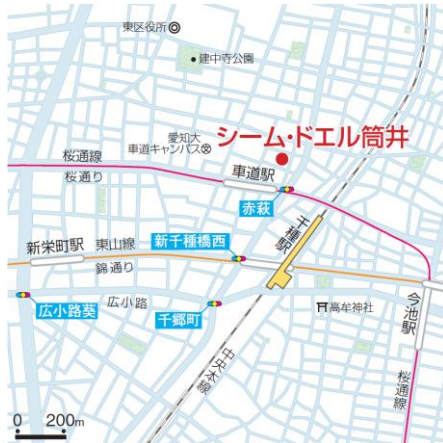 東区役所
建中寺公園
愛知大
車道キャンパス
シーム・ドエル筒井
桜通線
桜通り
車道駅
赤萩
千種駅
新千種橋西
新栄町駅
東山線
錦通り
広小路葵
広小路
千郷町
高牟神社
今池駅
中央本線
桜通線
0 200m